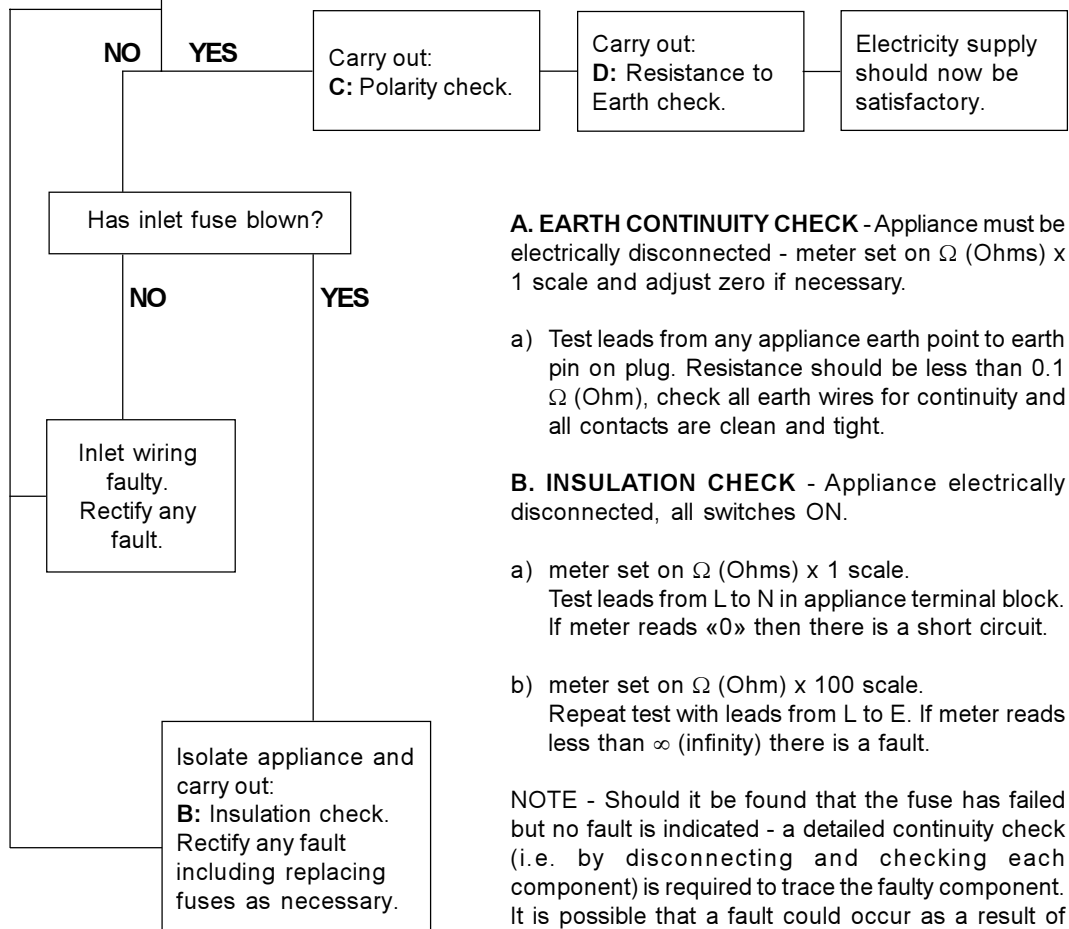 NO YES
Carry out:
C: Polarity check.
Carry out:
D: Resistance to
Earth check.
Electricity supply
should now be
satisfactory.
Has inlet fuse blown?
NO YES
Inlet wiring
faulty.
Rectify any
fault.
Isolate appliance and
carry out:
B: Insulation check.
Rectify any fault
including replacing
fuses as necessary.
A. EARTH CONTINUITY CHECK - Appliance must be
electrically disconnected - meter set on Ω (Ohms) x
1 scale and adjust zero if necessary.
a) Test leads from any appliance earth point to earth
pin on plug. Resistance should be less than 0.1
Ω (Ohm), check all earth wires for continuity and
all contacts are clean and tight.
B. INSULATION CHECK - Appliance electrically
disconnected, all switches ON.
a) meter set on Ω (Ohms) x 1 scale.
Test leads from L to N in appliance terminal block.
If meter reads «0» then there is a short circuit.
b) meter set on Ω (Ohm) x 100 scale.
Repeat test with leads from L to E. If meter reads
less than ∞ (infinity) there is a fault.
NOTE - Should it be found that the fuse has failed
but no fault is indicated - a detailed continuity check
(i.e. by disconnecting and checking each
component) is required to trace the faulty component.
It is possible that a fault could occur as a result of